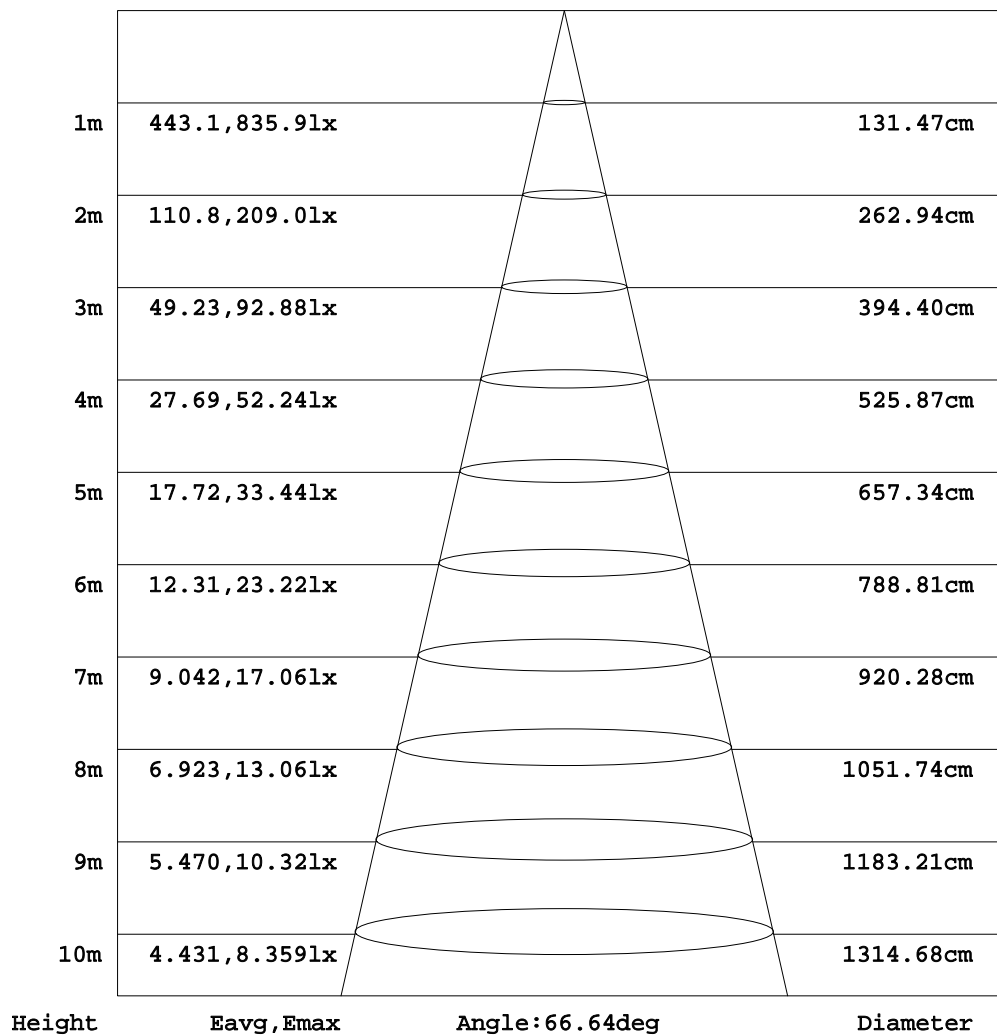 1m 443.1,835.9lx 131.47cm
2m 110.8,209.0lx 262.94cm
3m 49.23,92.88lx 394.40cm
4m 27.69,52.24lx 525.87cm
5m 17.72,33.44lx 657.34cm
6m 12.31,23.22lx 788.81cm
7m 9.042,17.06lx 920.28cm
8m 6.923,13.06lx 1051.74cm
9m 5.470,10.32lx 1183.21cm
10m 4.431,8.359lx 1314.68cm
Height Eavg,Emax Angle:66.64deg Diameter